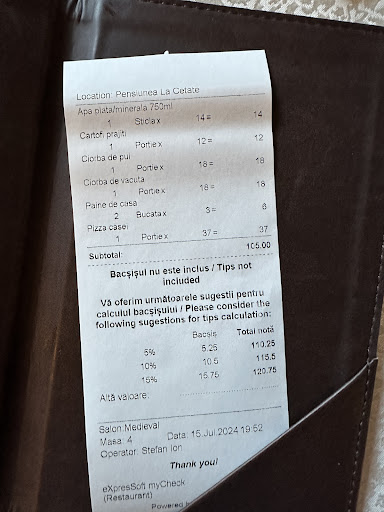 Location: Pensiunea La Cetate
Apa plata/minerala 750ml
1 Sticla x 14 = 14
Cartofi prajiti
1 Portie x 12 = 12
Ciorba de pui
1 Portie x 18 = 18
Ciorba de vacuta
1 Portie x 18 = 18
Paine de casa
2 Bucata x 3 = 6
Pizza casei
1 Portie x 37 = 37
Subtotal: 105.00
Bacșișul nu este inclus / Tips not
included
Vă oferim următoarele sugestii pentru
calculul bacșișului / Please consider the
following sugestions for tips calculation:
Bacsis Total notă
5% 5.25 110.25
10% 10.5 115.5
15% 15.75 120.75
Altă valoare:
Salon:Medieval
Masa: 4 Data: 15.Jul.2024 19:52
Operator: Stefan Ion
Thank you!
eXpresSoft myCheck
(Restaurant)
Powered